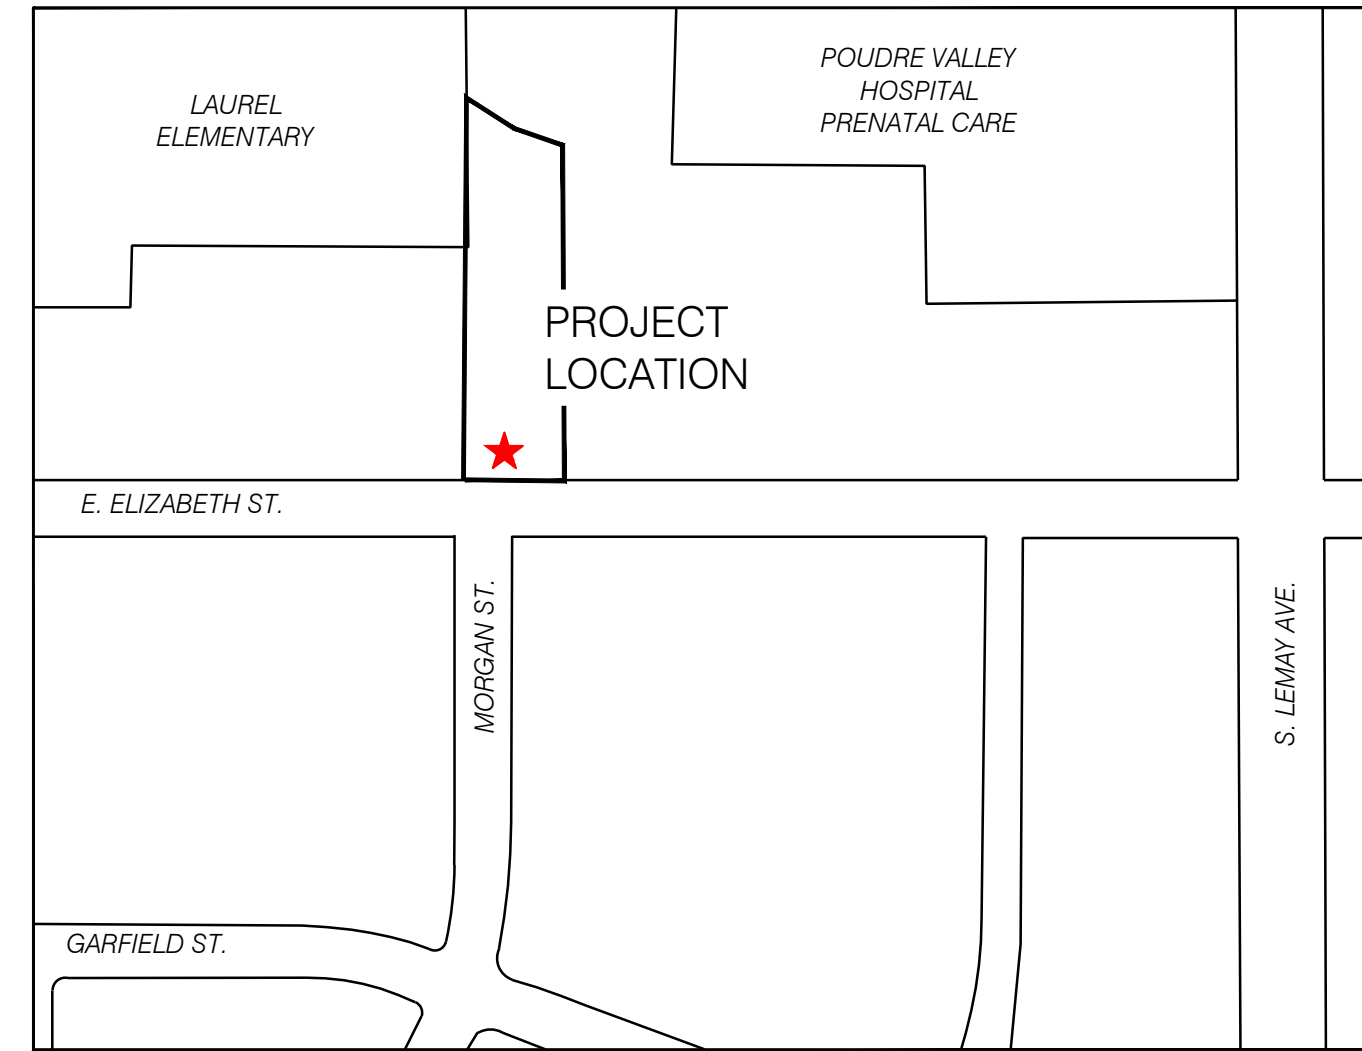 LAUREL
ELEMENTARY
POUDRE VALLEY
HOSPITAL
PRENATAL CARE
PROJECT
LOCATION
E. ELIZABETH ST.
MORGAN ST.
S. LEMAY AVE.
GARFIELD ST.